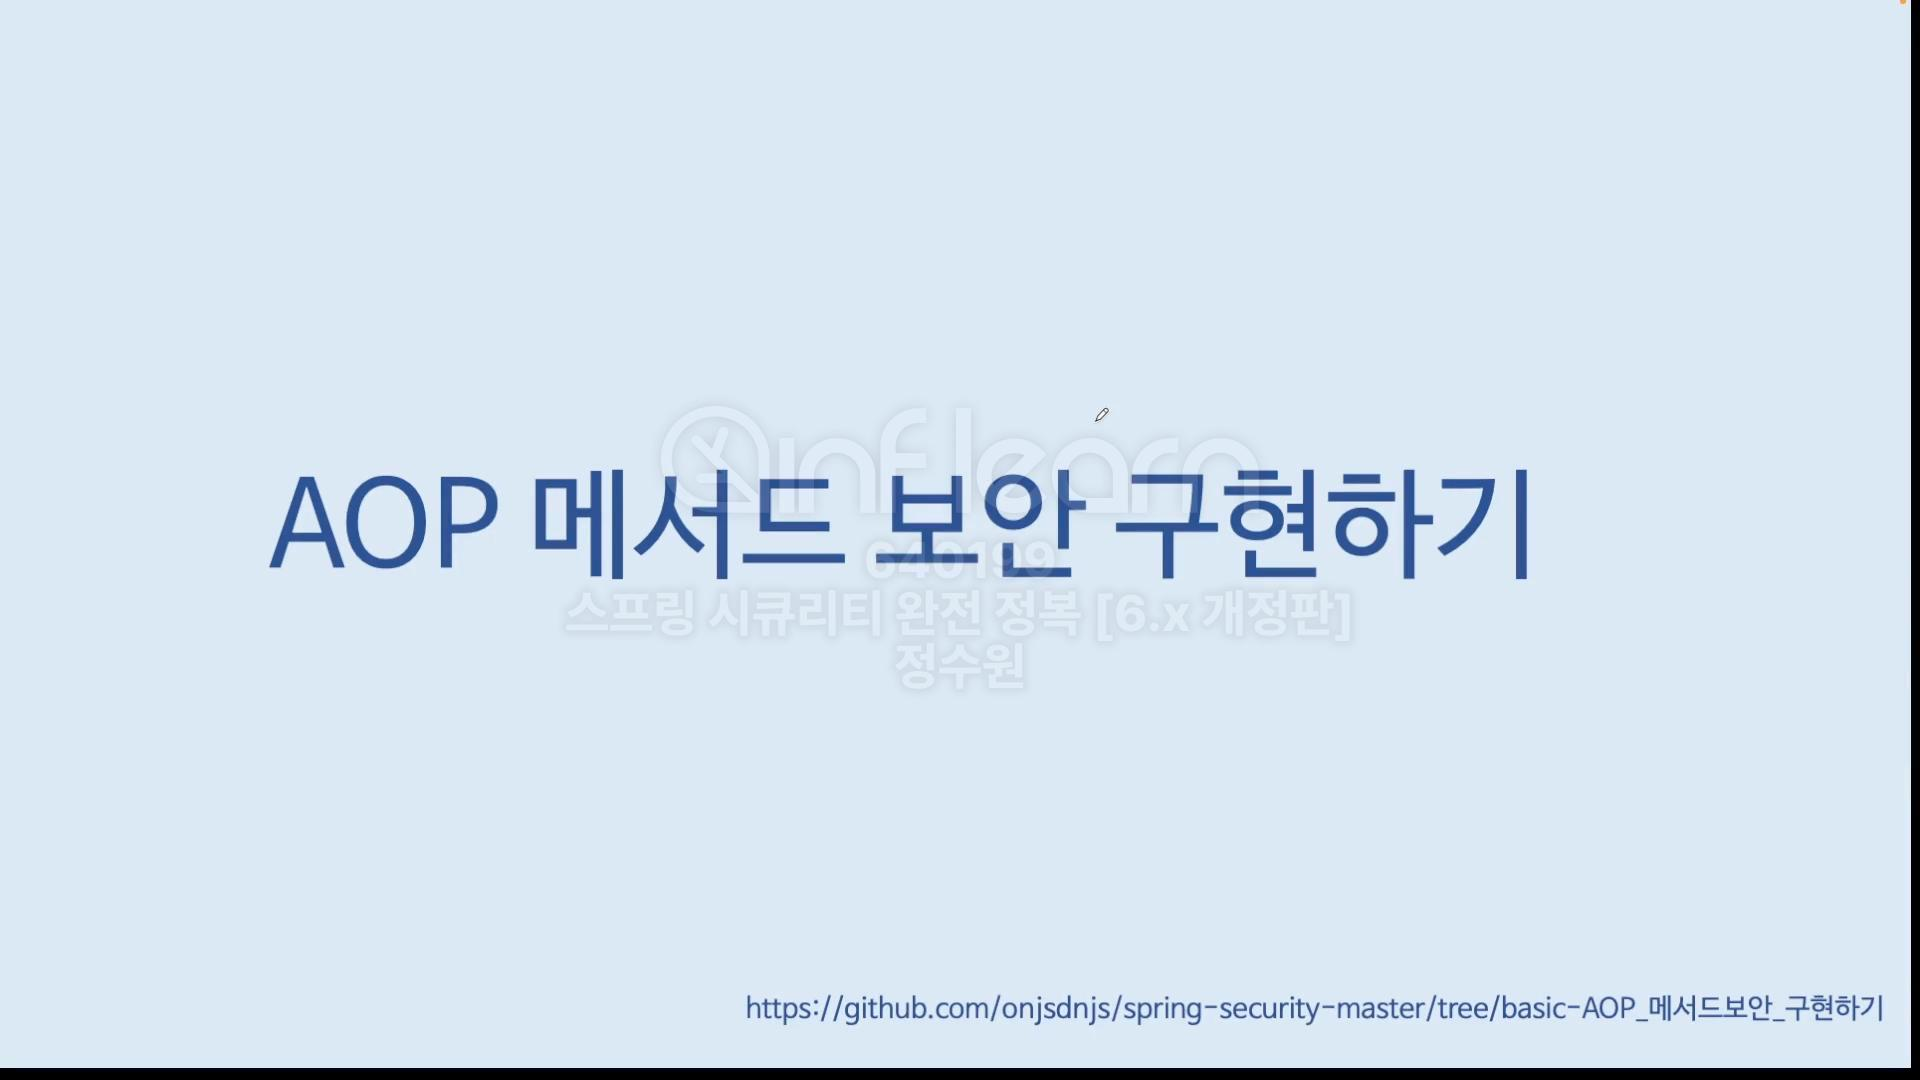 inflearn
AOP 메서드 보안 구현하기
640199
스프링 시큐리티 완전 정복 [6.x 개정판]
정수원
https://github.com/onjsdnjs/spring-security-master/tree/basic-AOP_메서드보안_구현하기